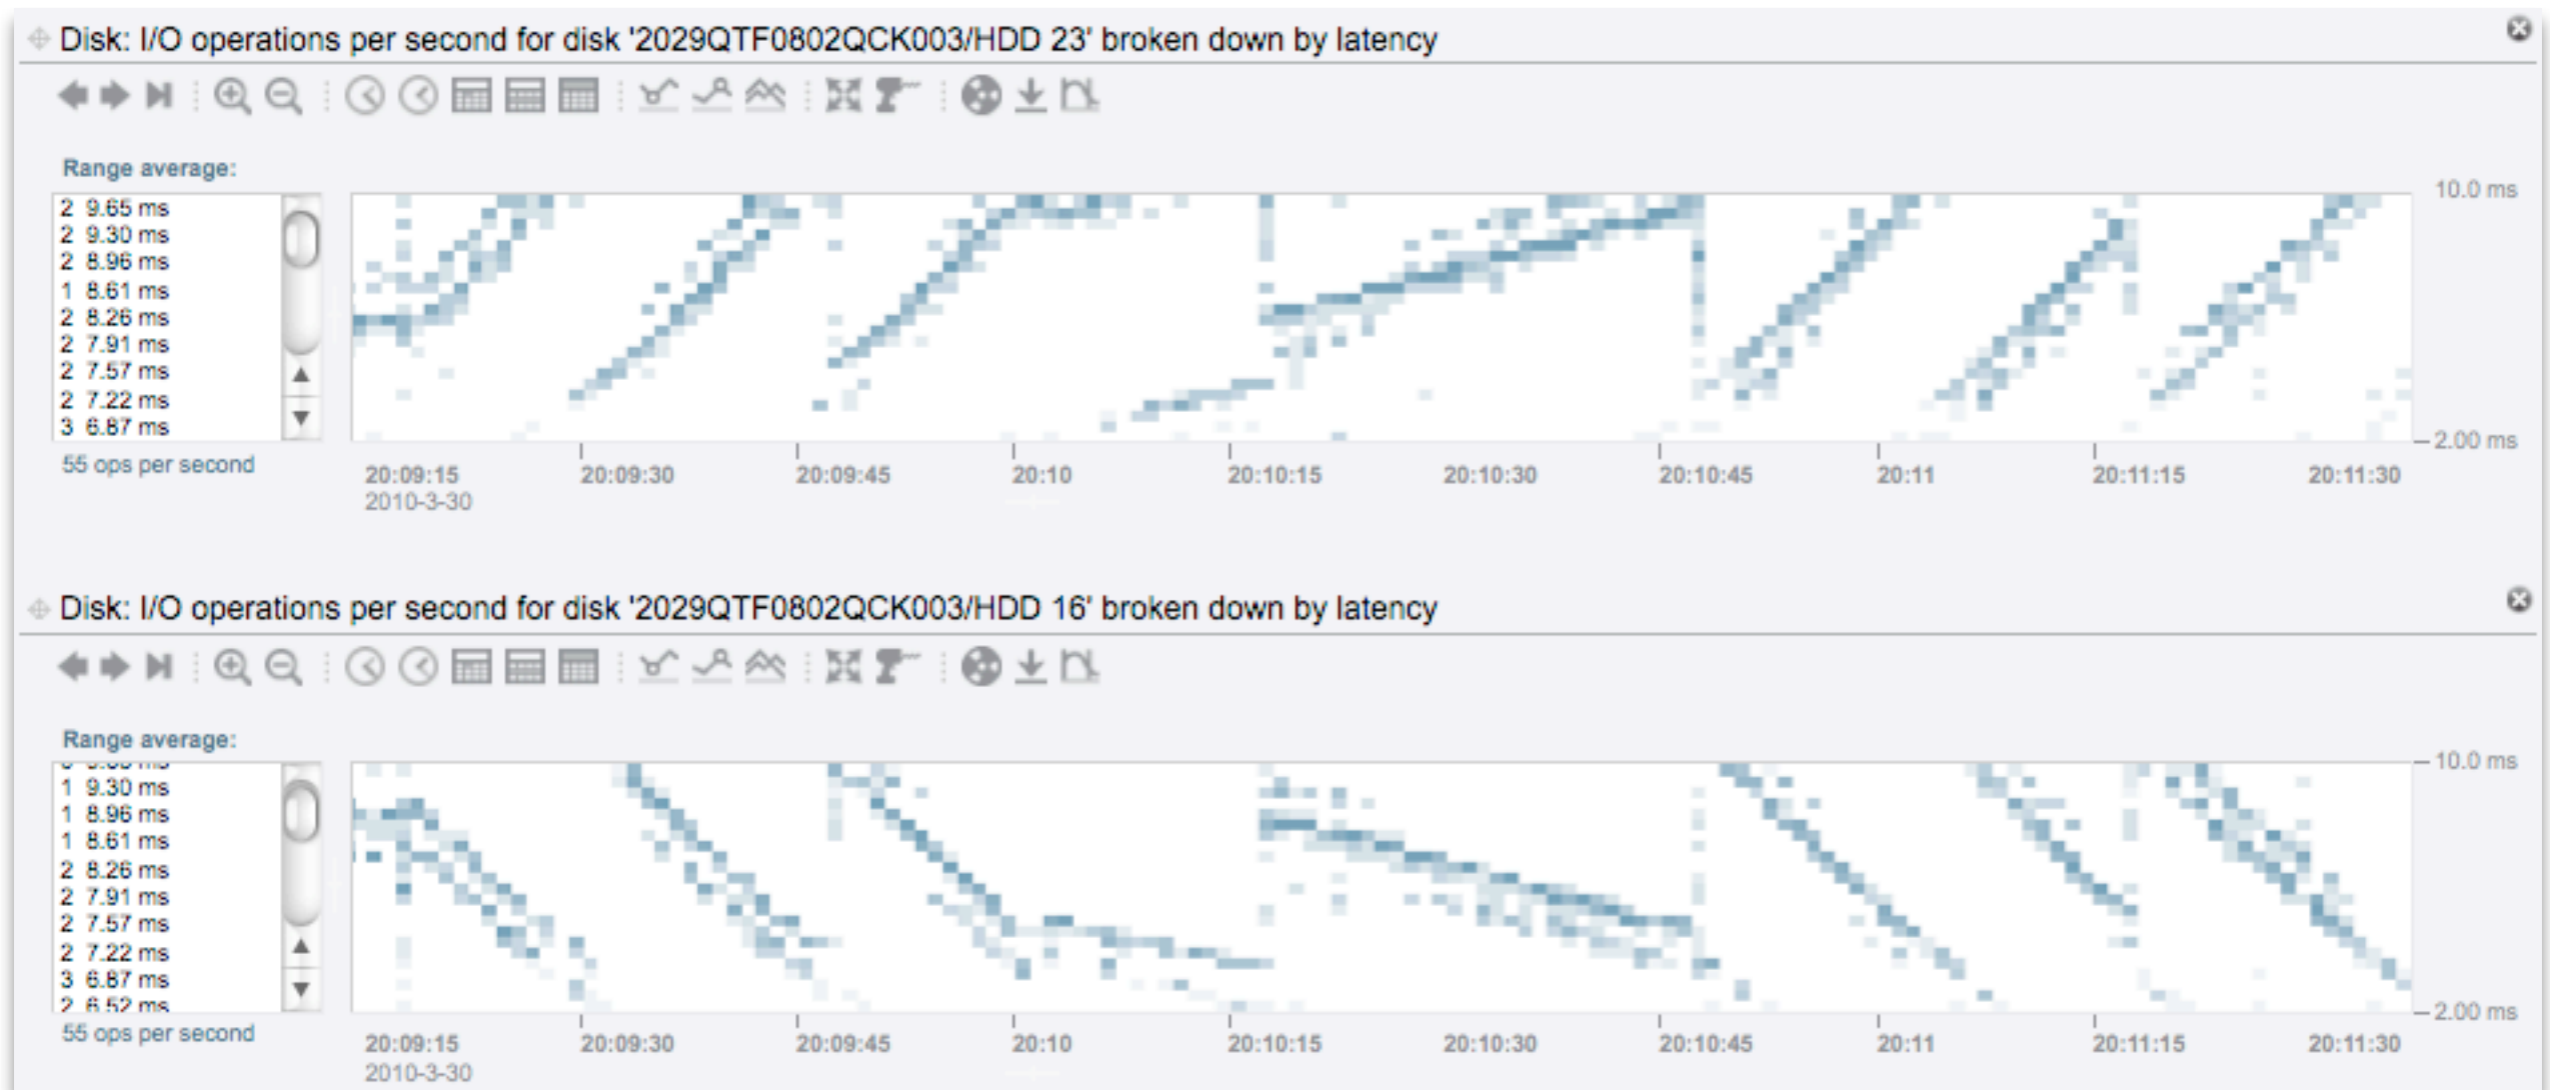 Disk: I/O operations per second for disk '2029QTF0802QCK003/HDD 23' broken down by latency
Range average:
2 9.65 ms
2 9.30 ms
2 8.96 ms
1 8.61 ms
2 8.26 ms
2 7.91 ms
2 7.57 ms
2 7.22 ms
3 6.87 ms
55 ops per second
10.0 ms
2.00 ms
20:09:15 20:09:30 20:09:45 20:10 20:10:15 20:10:30 20:10:45 20:11 20:11:15 20:11:30
2010-3-30
Disk: I/O operations per second for disk '2029QTF0802QCK003/HDD 16' broken down by latency
Range average:
1 9.30 ms
1 8.96 ms
1 8.61 ms
2 8.26 ms
2 7.91 ms
2 7.57 ms
2 7.22 ms
3 6.87 ms
2 6.52 ms
55 ops per second
10.0 ms
2.00 ms
20:09:15 20:09:30 20:09:45 20:10 20:10:15 20:10:30 20:10:45 20:11 20:11:15 20:11:30
2010-3-30